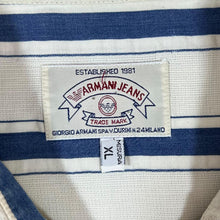 ESTABLISHED 1981
ARMANI JEANS
TRADE MARK
GIORGIO ARMANI SPA V. DURINI N.24 MILANO
MISURA
XL